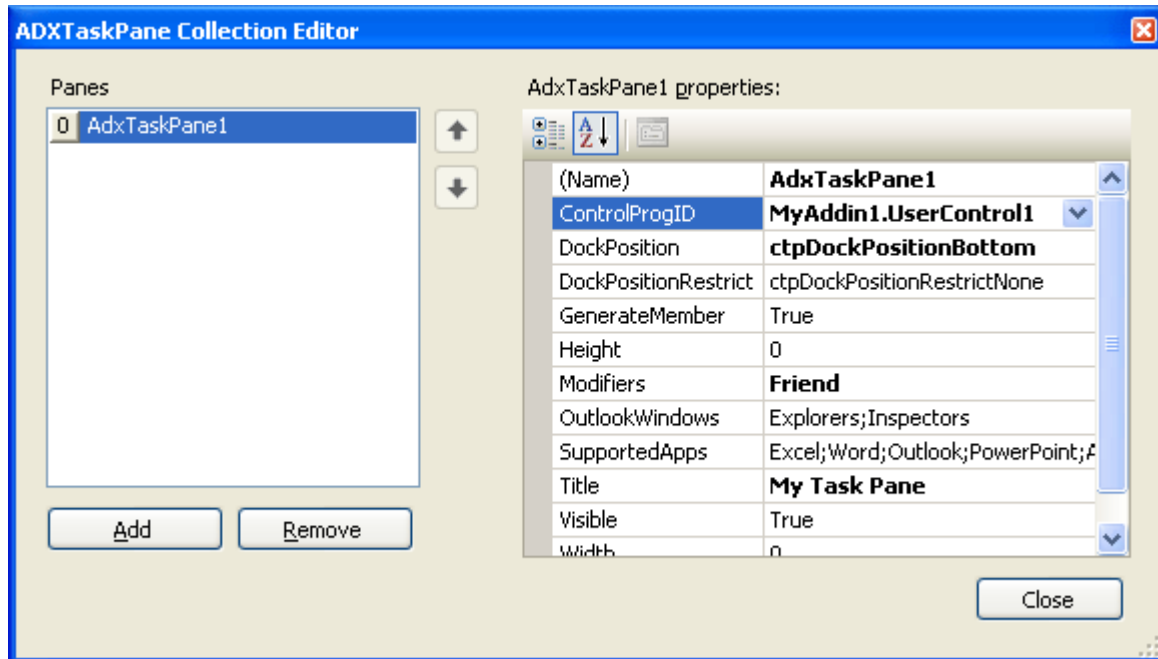 ADXTaskPane Collection Editor
Panes
0 AdxTaskPane1
Add
Remove
AdxTaskPane1 properties:
(Name) AdxTaskPane1
ControlProgID MyAddin1.UserControl1
DockPosition ctpDockPositionBottom
DockPositionRestrict ctpDockPositionRestrictNone
GenerateMember True
Height 0
Modifiers Friend
OutlookWindows Explorers;Inspectors
SupportedApps Excel;Word;Outlook;PowerPoint;A
Title My Task Pane
Visible True
Width 0
Close